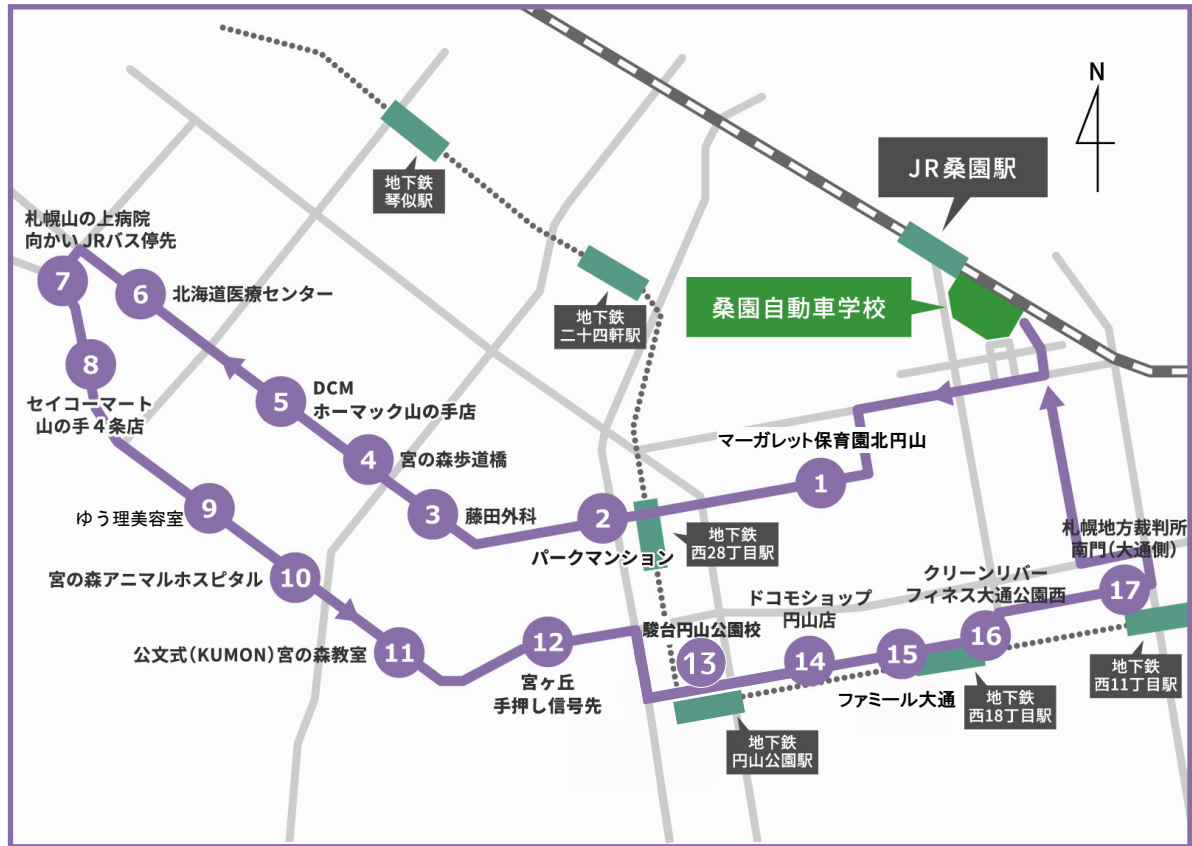 N
JR桑園駅
地下鉄
琴似駅
札幌山の上病院
向かいJRバス停先
7
6
北海道医療センター
地下鉄
二十四軒駅
桑園自動車学校
8
セイコーマート
山の手4条店
5
DCM
ホーマック山の手店
4
宮の森歩道橋
マーガレット保育園北円山
1
3
藤田外科
2
パークマンション
地下鉄
西28丁目駅
9
ゆう理美容室
10
宮の森アニマルホスピタル
11
公文式(KUMON)宮の森教室
12
宮ヶ丘
手押し信号先
駿台円山公園校
13
ドコモショップ
円山店
14
15
ファミール大通
クリーンリバー
フィネス大通公園西
16
札幌地方裁判所
南門(大通側)
17
地下鉄
円山公園駅
地下鉄
西18丁目駅
地下鉄
西11丁目駅